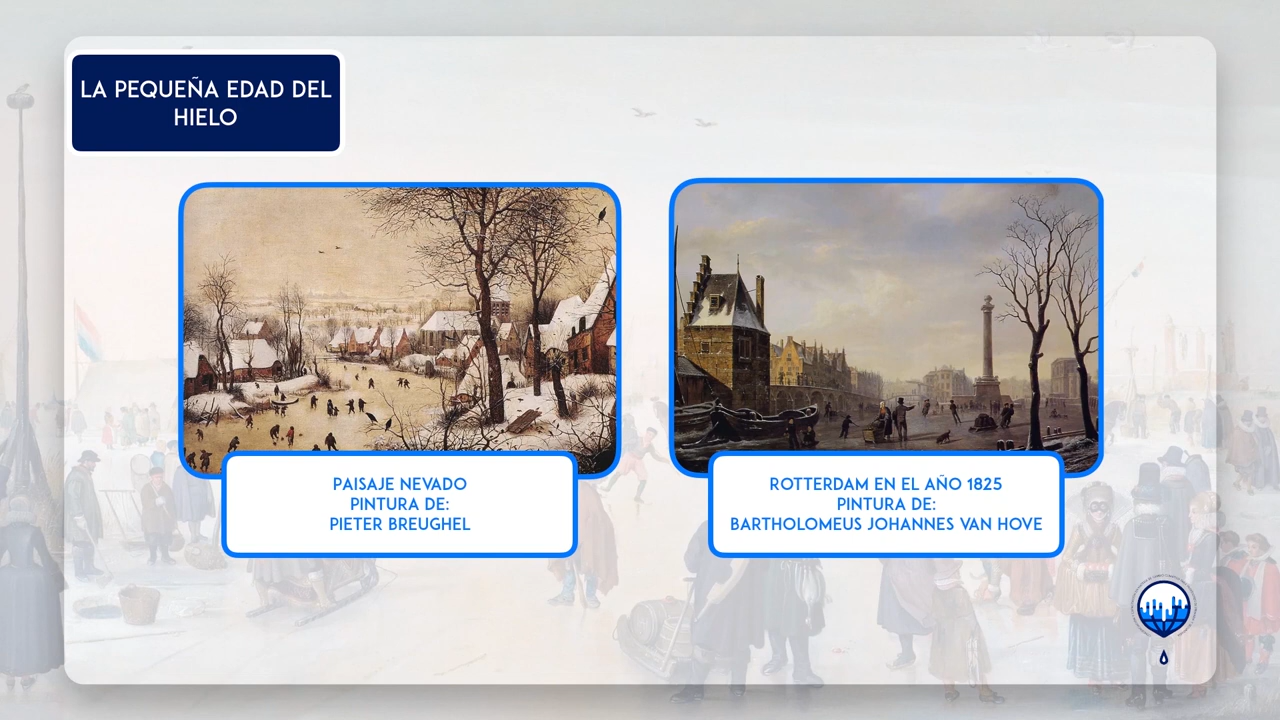 LA PEQUEÑA EDAD DEL
HIELO
PAISAJE NEVADO
PINTURA DE:
PIETER BREUGHEL
ROTTERDAM EN EL AÑO 1825
PINTURA DE:
BARTHOLOMEUS JOHANNES VAN HOVE